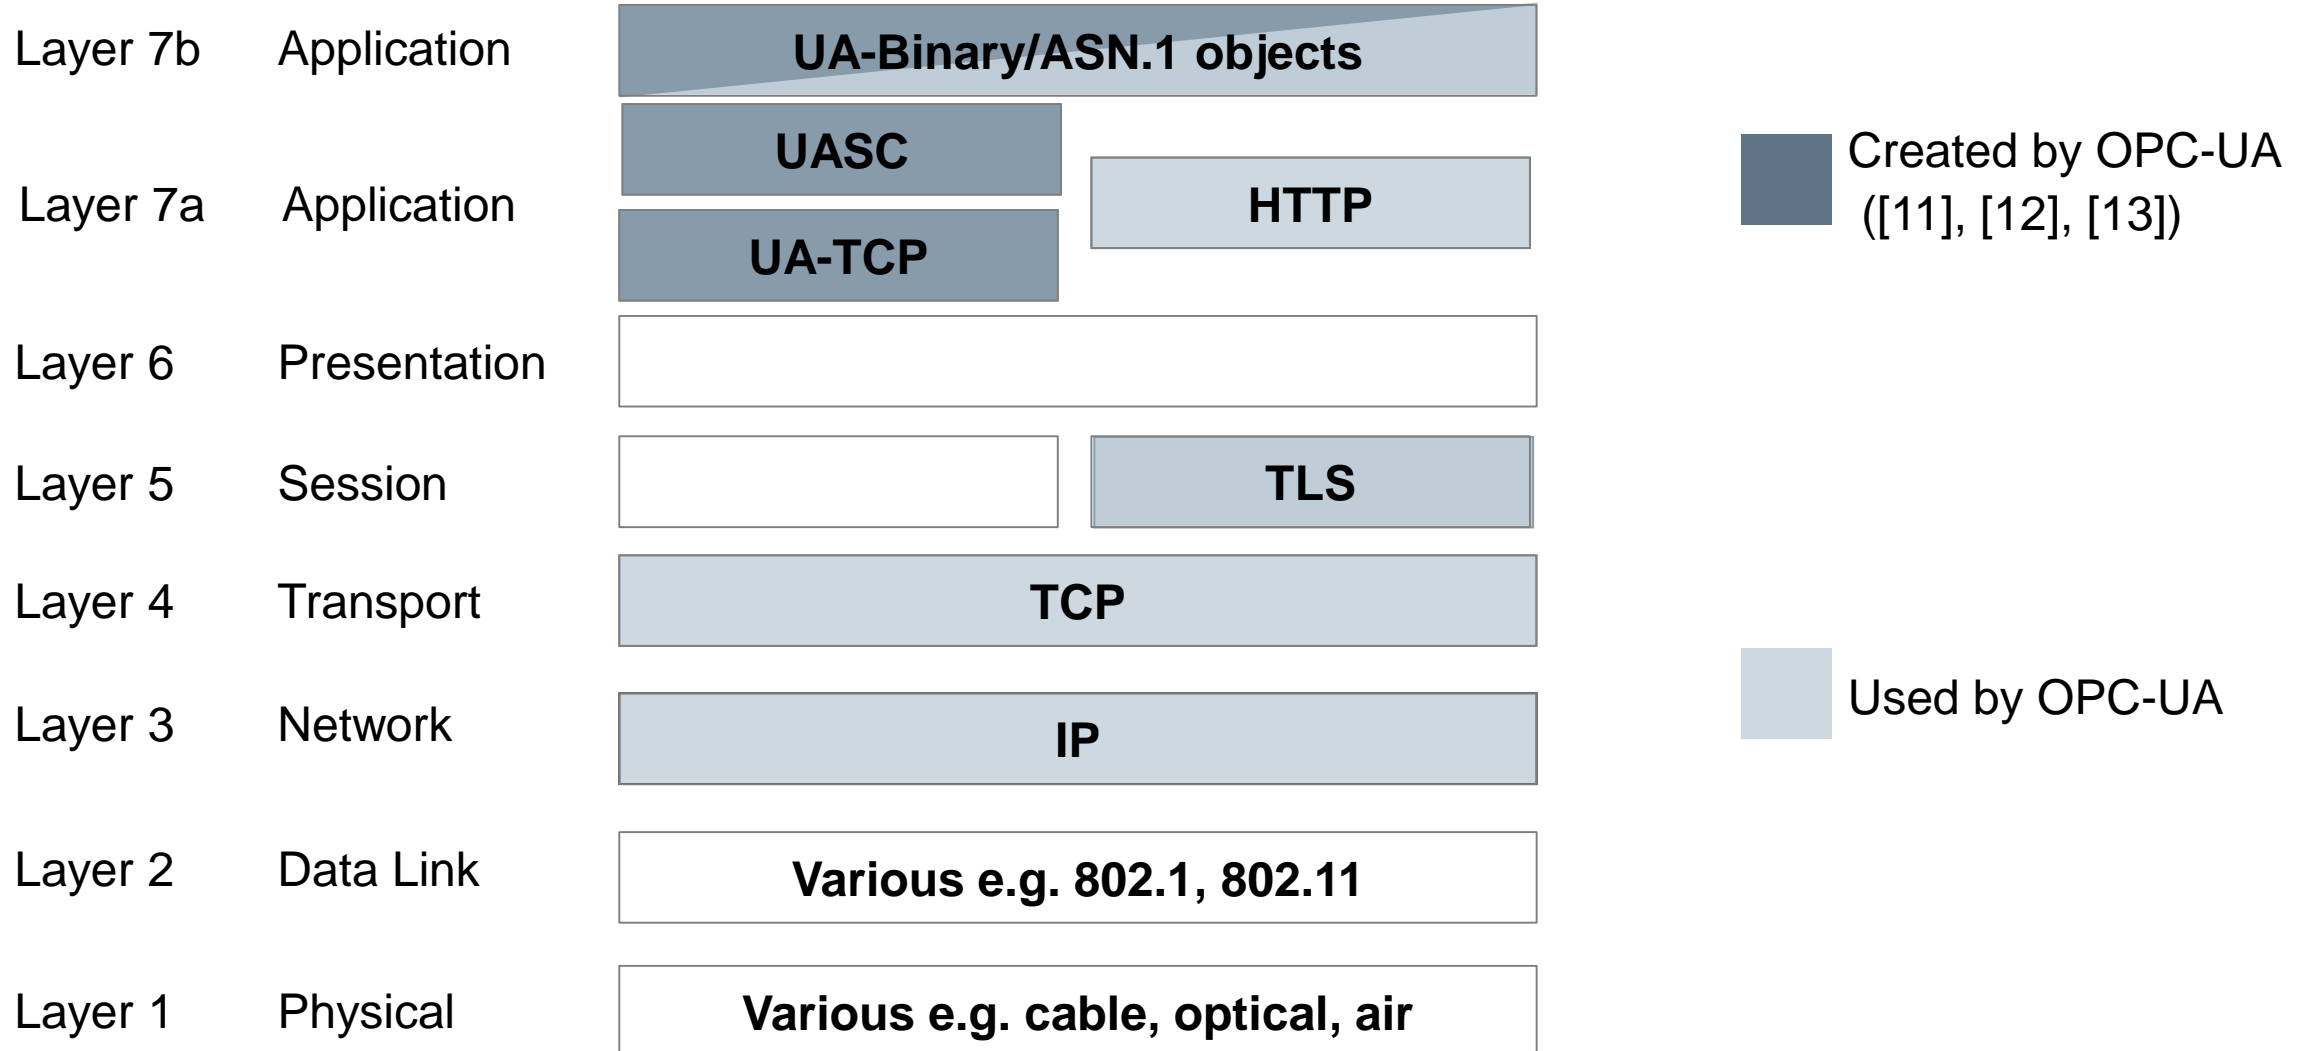 Layer 7b Application UA-Binary/ASN.1 objects
UASC
Created by OPC-UA
([11], [12], [13])
Layer 7a Application HTTP
UA-TCP
Layer 6 Presentation
Layer 5 Session TLS
Layer 4 Transport TCP
Used by OPC-UA
Layer 3 Network IP
Layer 2 Data Link Various e.g. 802.1, 802.11
Layer 1 Physical Various e.g. cable, optical, air